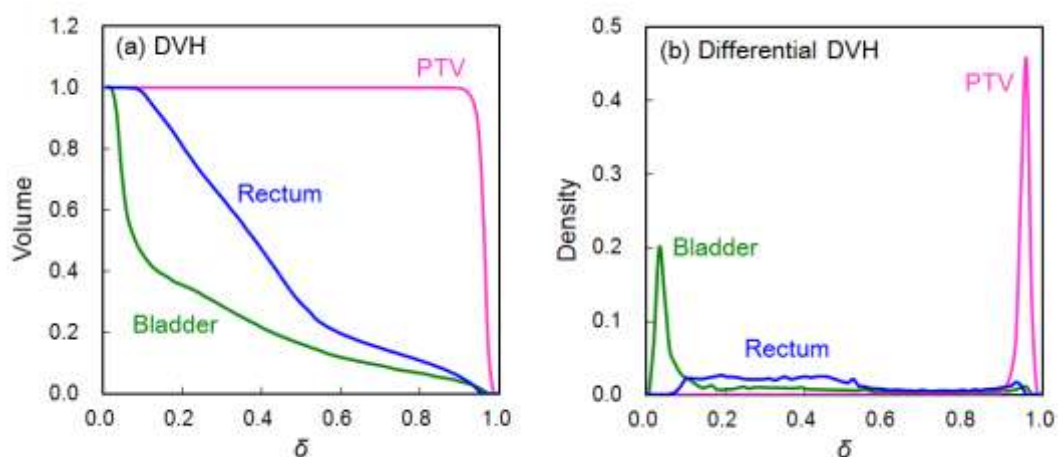 (a) DVH
PTV
Rectum
Bladder
Volume
1.2
1.0
0.8
0.6
0.4
0.2
0.0
0.0 0.2 0.4 0.6 0.8 1.0
δ
(b) Differential DVH
PTV
Bladder
Rectum
Density
0.5
0.4
0.3
0.2
0.1
0.0
0.0 0.2 0.4 0.6 0.8 1.0
δ